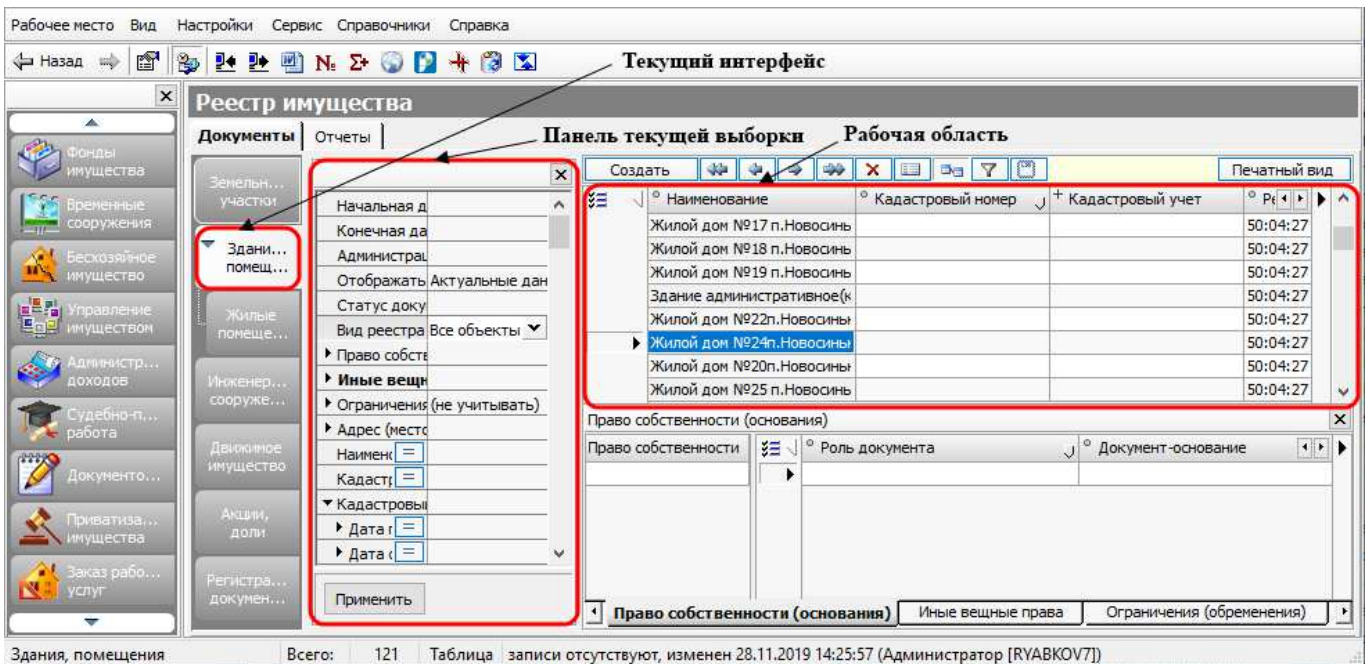 Рабочее место Вид Настройки Сервис Справочники Справка
Назад
Текущий интерфейс
Реестр имущества
Документы Отчеты
Панель текущей выборки
Рабочая область
Фонды
имущества
Временные
сооружения
Бесхозяйное
имущество
Управление
имуществом
Администр...
доходов
Судебно-п...
работа
Документо...
Приватиза...
имущества
Заказ рабо...
услуг
Земельн...
участки
Здани...
помещ...
Жилые
помеще...
Инженер...
сооруже...
Движимое
имущество
Акции,
доли
Регистра...
докумен...
Начальная д
Конечная да
Администрац
Отображать Актуальные дан
Статус доку
Вид реестра Все объекты
Право собств
Иные вещн
Ограничения (не учитывать)
Адрес (место
Наимено =
Кадастр =
Кадастровый
Дата г =
Дата с =
Применить
Создать Печатный вид
Наименование Кадастровый номер Кадастровый учет Ре
Жилой дом №17 п.Новосинь 50:04:27
Жилой дом №18 п.Новосинь 50:04:27
Жилой дом №19 п.Новосинь 50:04:27
Здание административное(к 50:04:27
Жилой дом №22п.Новосинь 50:04:27
Жилой дом №24п.Новосинь 50:04:27
Жилой дом №20п.Новосинь 50:04:27
Жилой дом №25 п.Новосинь 50:04:27
Право собственности (основания)
Право собственности Роль документа Документ-основание
Право собственности (основания) Иные вещные права Ограничения (обременения)
Здания, помещения Всего: 121 Таблица записи отсутствуют, изменен 28.11.2019 14:25:57 (Администратор [RYABKOV7])